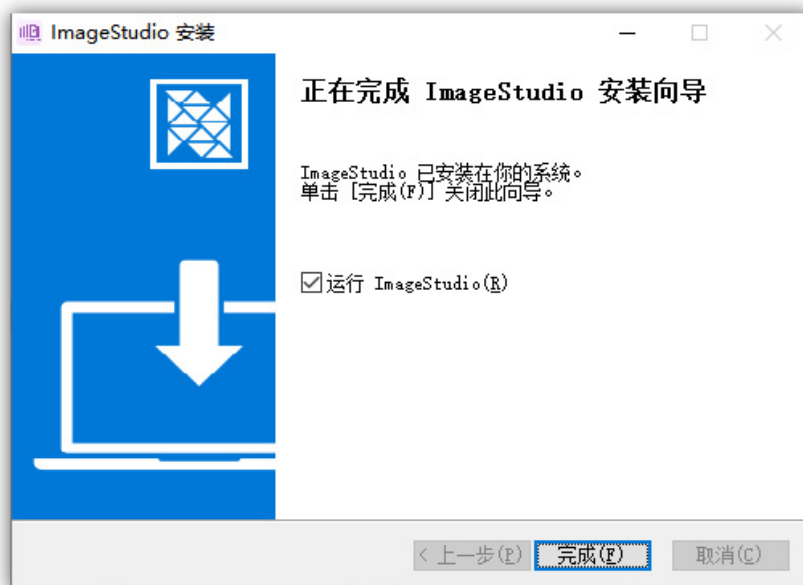 ImageStudio 安装
正在完成 ImageStudio 安装向导
ImageStudio 已安装在你的系统。
单击 [完成(F)] 关闭此向导。
运行 ImageStudio(R)
< 上一步(P)
完成(F)
取消(C)